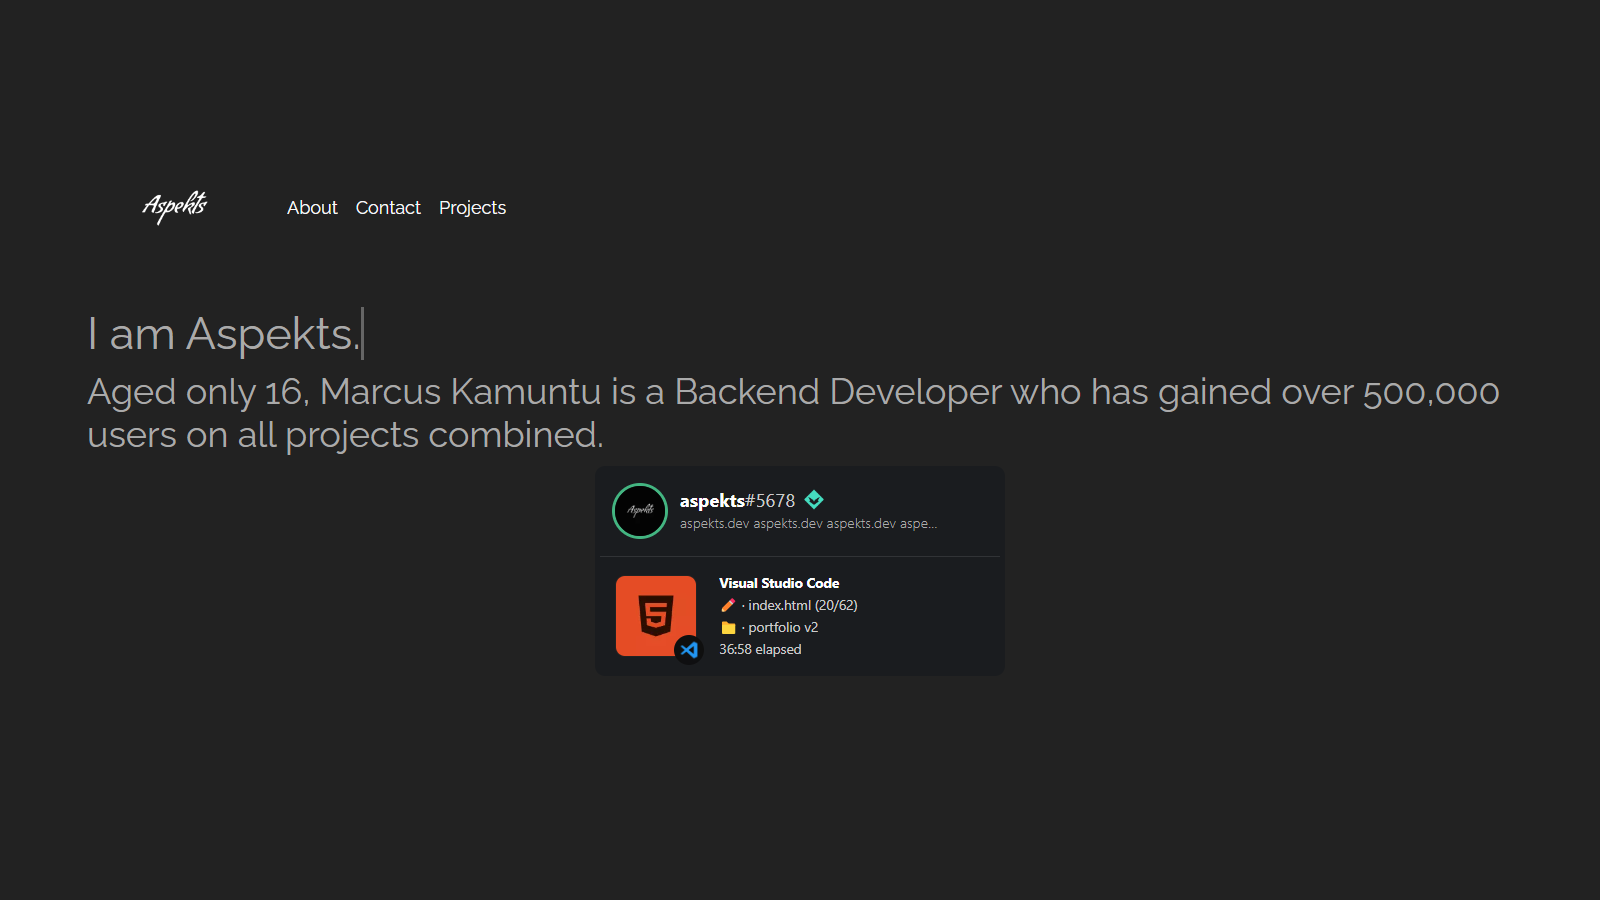 Aspekts
About Contact Projects
I am Aspekts.
Aged only 16, Marcus Kamuntu is a Backend Developer who has gained over 500,000
users on all projects combined.
Aspekts
aspekts#5678
aspekts.dev aspekts.dev aspekts.dev aspe...
Visual Studio Code
· index.html (20/62)
· portfolio v2
36:58 elapsed